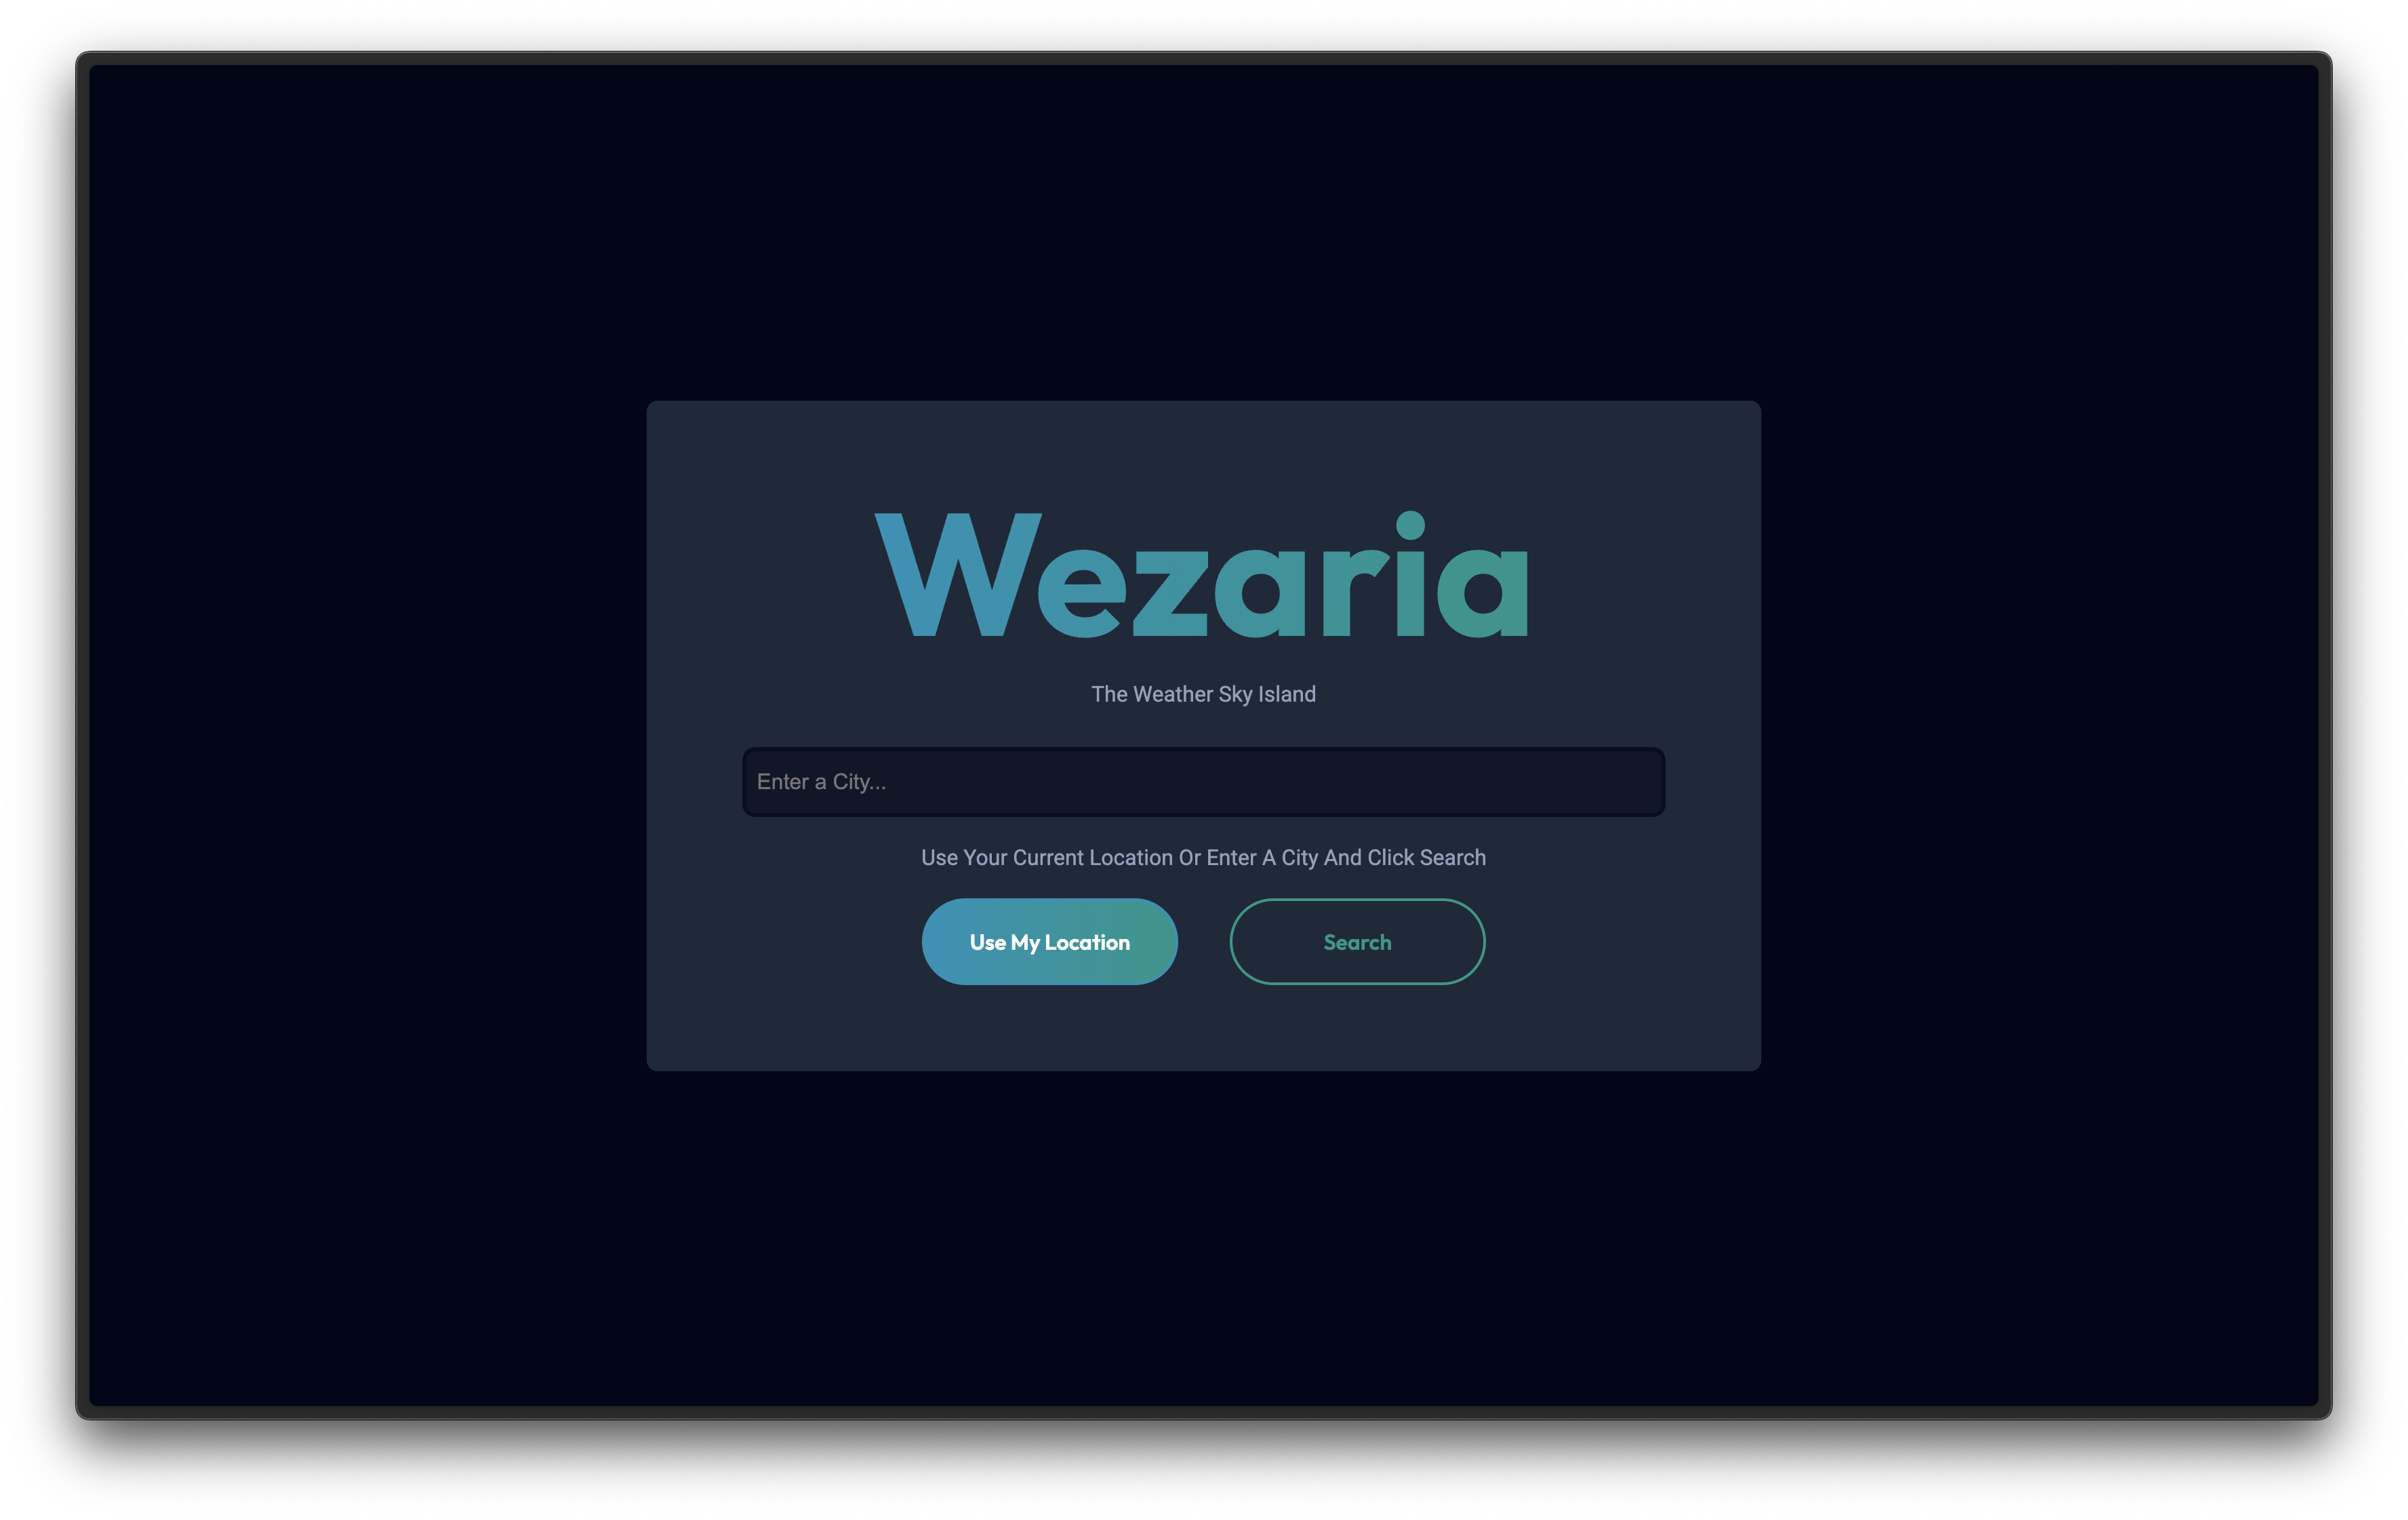 Wezaria
The Weather Sky Island
Enter a City...
Use Your Current Location Or Enter A City And Click Search
Use My Location
Search